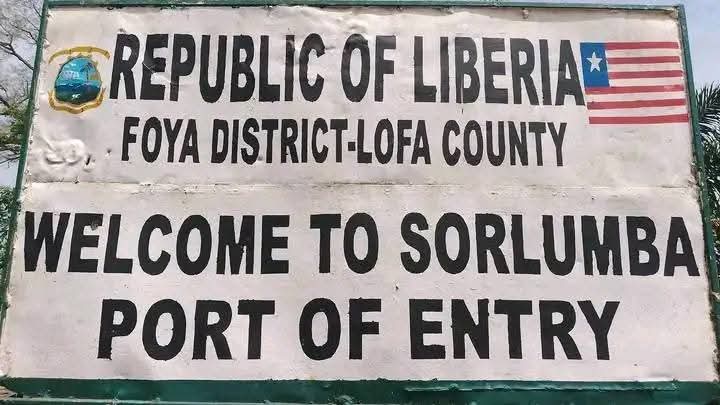 REPUBLIC OF LIBERIA
FOYA DISTRICT-LOFA COUNTY
WELCOME TO SORLUMBA
PORT OF ENTRY